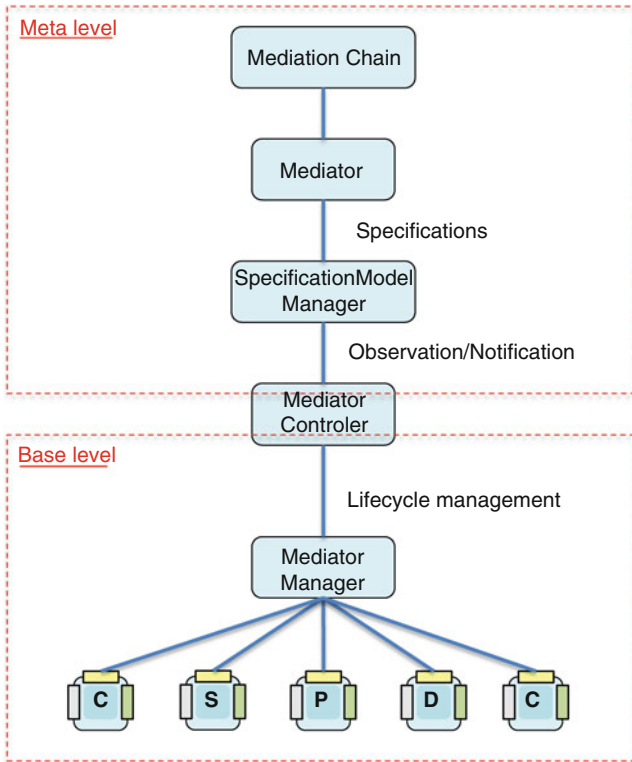 Meta level
Mediation Chain
Mediator
Specifications
SpecificationModel
Manager
Observation/Notification
Mediator
Controler
Base level
Lifecycle management
Mediator
Manager
C S P D C